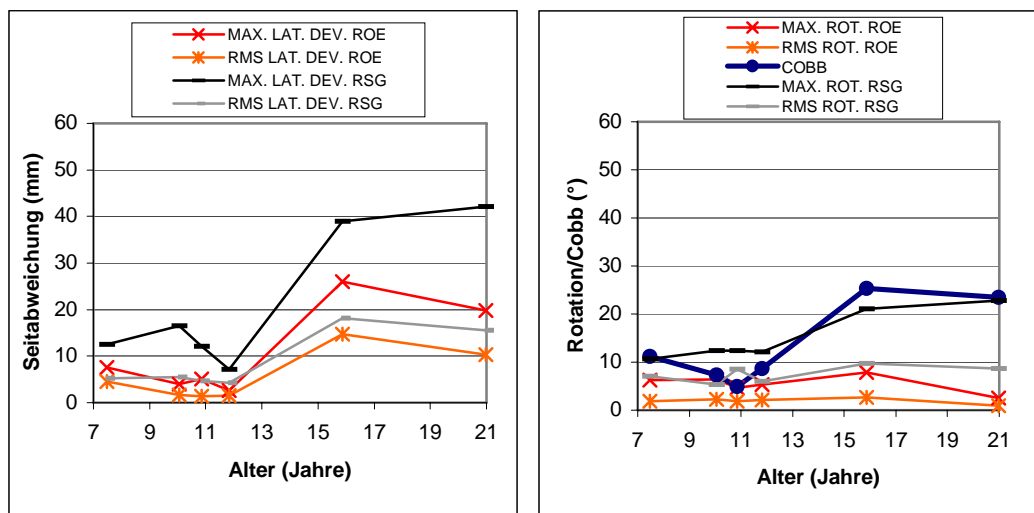 MAX. LAT. DEV. ROE
RMS LAT. DEV. ROE
MAX. LAT. DEV. RSG
RMS LAT. DEV. RSG
60
50
40
30
20
10
0
7 9 11 13 15 17 19 21
Seitabweichung (mm)
Alter (Jahre)
MAX. ROT. ROE
RMS ROT. ROE
COBB
MAX. ROT. RSG
RMS ROT. RSG
60
50
40
30
20
10
0
7 9 11 13 15 17 19 21
Rotation/Cobb (°)
Alter (Jahre)